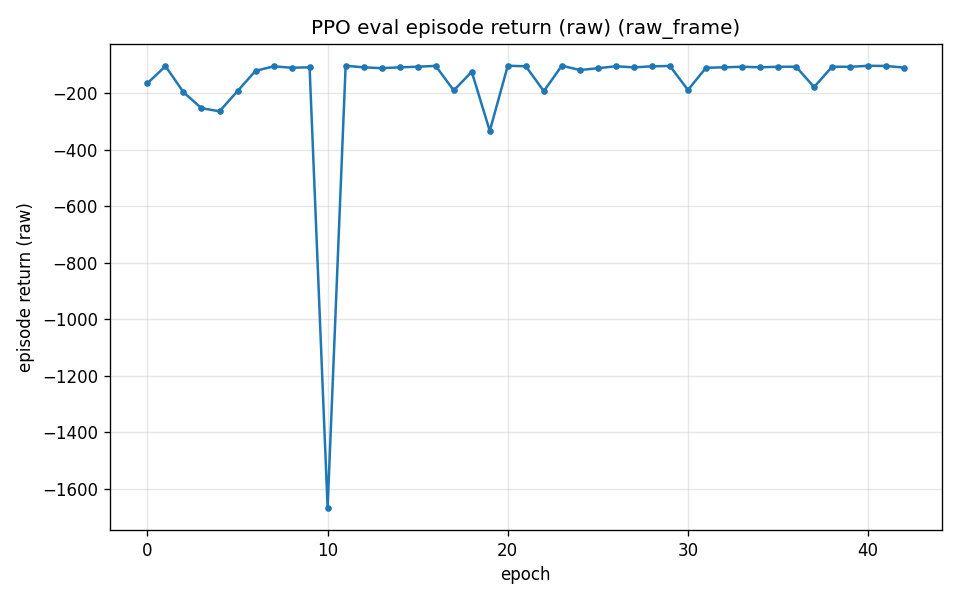 PPO eval episode return (raw) (raw_frame)
episode return (raw)
−200
−400
−600
−800
−1000
−1200
−1400
−1600
0 10 20 30 40
epoch